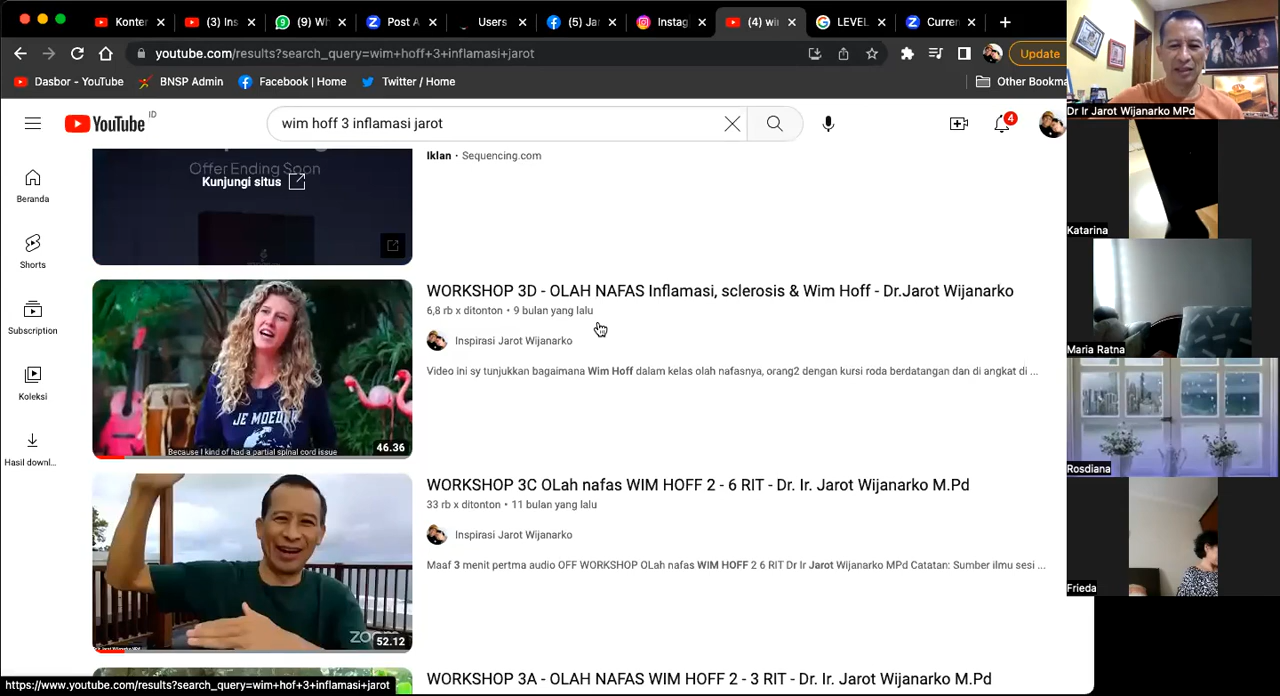 Konten
(3) Ins
(9) Wh
Post A
Users
(5) Jar
Instag
(4) wi
LEVEL
Curren
youtube.com/results?search_query=wim+hoff+3+inflamasi+jarot
Update
Dasbor - YouTube
BNSP Admin
Facebook | Home
Twitter / Home
Other Bookma
YouTube ID
wim hoff 3 inflamasi jarot
4
Beranda
Shorts
Subscription
Koleksi
Hasil downl...
Offer Ending Soon
Kunjungi situs
Iklan · Sequencing.com
WORKSHOP 3D - OLAH NAFAS Inflamasi, sclerosis & Wim Hoff - Dr.Jarot Wijanarko
6,8 rb x ditonton · 9 bulan yang lalu
Inspirasi Jarot Wijanarko
Video ini sy tunjukkan bagaimana Wim Hoff dalam kelas olah nafasnya, orang2 dengan kursi roda berdatangan dan di angkat di ...
JE MOEDER
Because I kind of had a partial spinal cord issue
46.36
WORKSHOP 3C OLah nafas WIM HOFF 2 - 6 RIT - Dr. Ir. Jarot Wijanarko M.Pd
33 rb x ditonton · 11 bulan yang lalu
Inspirasi Jarot Wijanarko
Maaf 3 menit pertma audio OFF WORKSHOP OLah nafas WIM HOFF 2 6 RIT Dr Ir Jarot Wijanarko MPd Catatan: Sumber ilmu sesi ...
zoom
52.12
WORKSHOP 3A - OLAH NAFAS WIM HOFF 2 - 3 RIT - Dr. Ir. Jarot Wijanarko M.Pd
https://www.youtube.com/results?search_query=wim+hof+3+inflamasi+jarot
Dr Ir Jarot Wijanarko MPd
Katarina
Maria Ratna
Rosdiana
Frieda